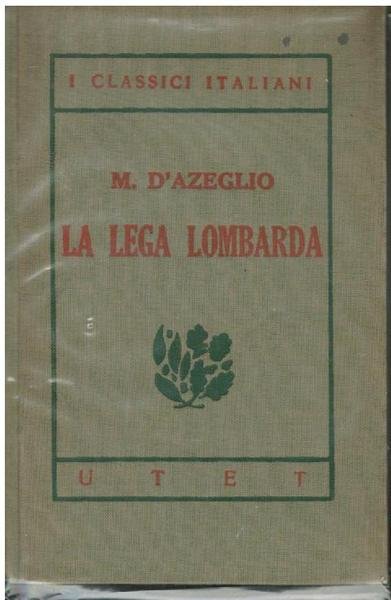 I CLASSICI ITALIANI
M. D'AZEGLIO
LA LEGA LOMBARDA
U T E T